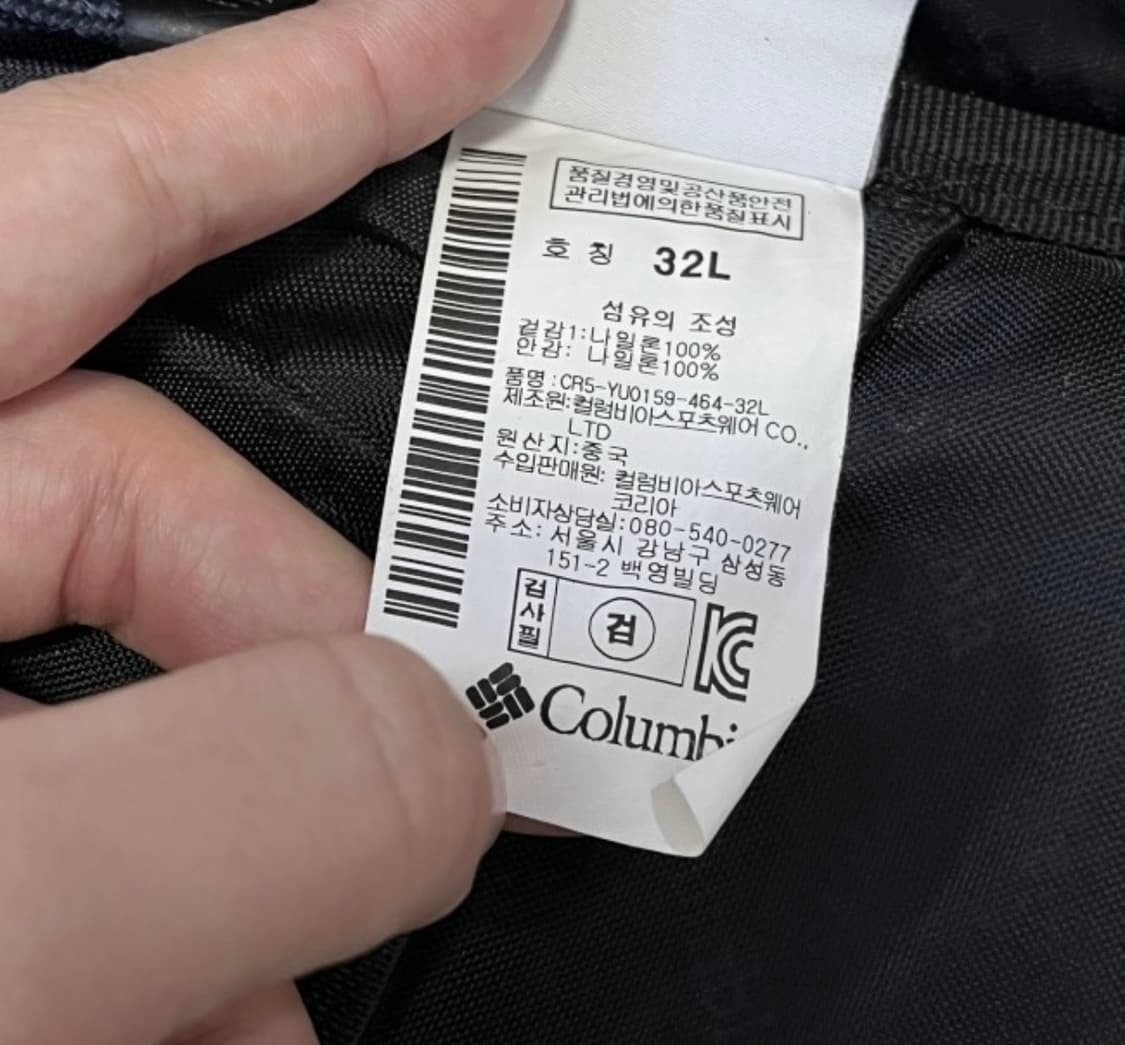 품질경영및공산품안전
관리법에의한품질표시
호 칭 32L
섬유의 조성
겉감1:나일론100%
안감: 나일론100%
품명 :CR5-YU0159-464-32L
제조원:컬럼비아스포츠웨어 CO.,
LTD
원산지:중국
수입판매원: 컬럼비아스포츠웨어
코리아
소비자상담실:080-540-0277
주소: 서울시 강남구 삼성동
151-2 백영빌딩
검사필
검
KC
Columbi